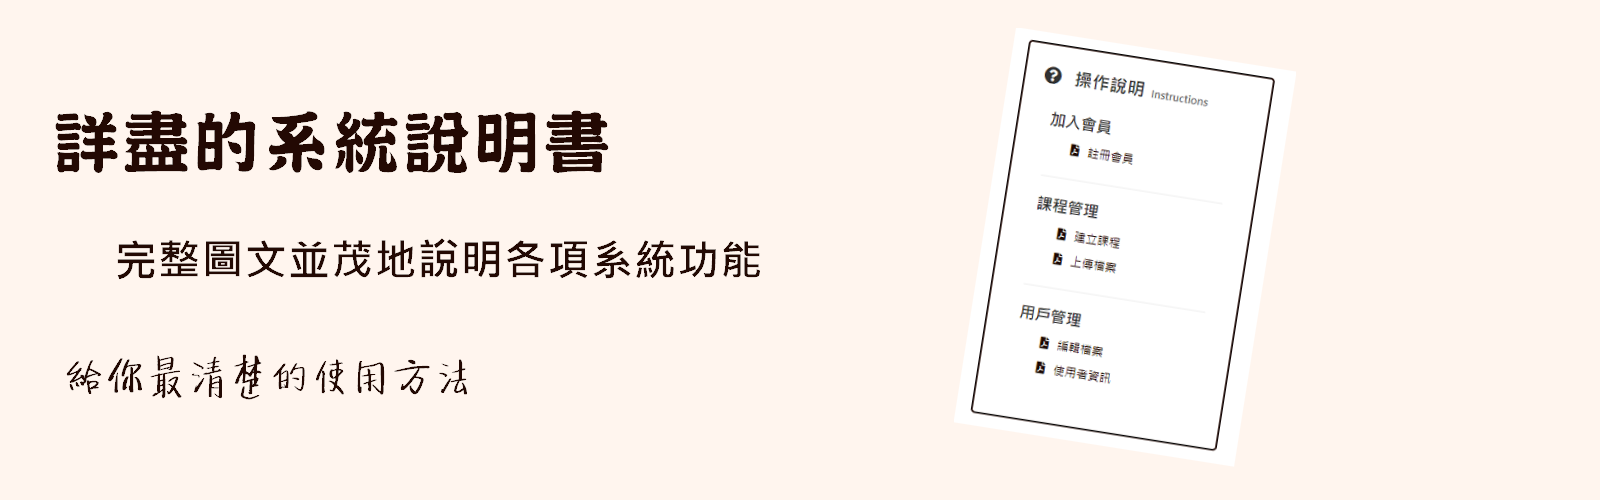 詳盡的系統說明書
完整圖文並茂地說明各項系統功能
給你最清楚的使用方法
操作說明 Instructions
加入會員
註冊會員
課程管理
建立課程
上傳檔案
用戶管理
編輯檔案
使用者資訊